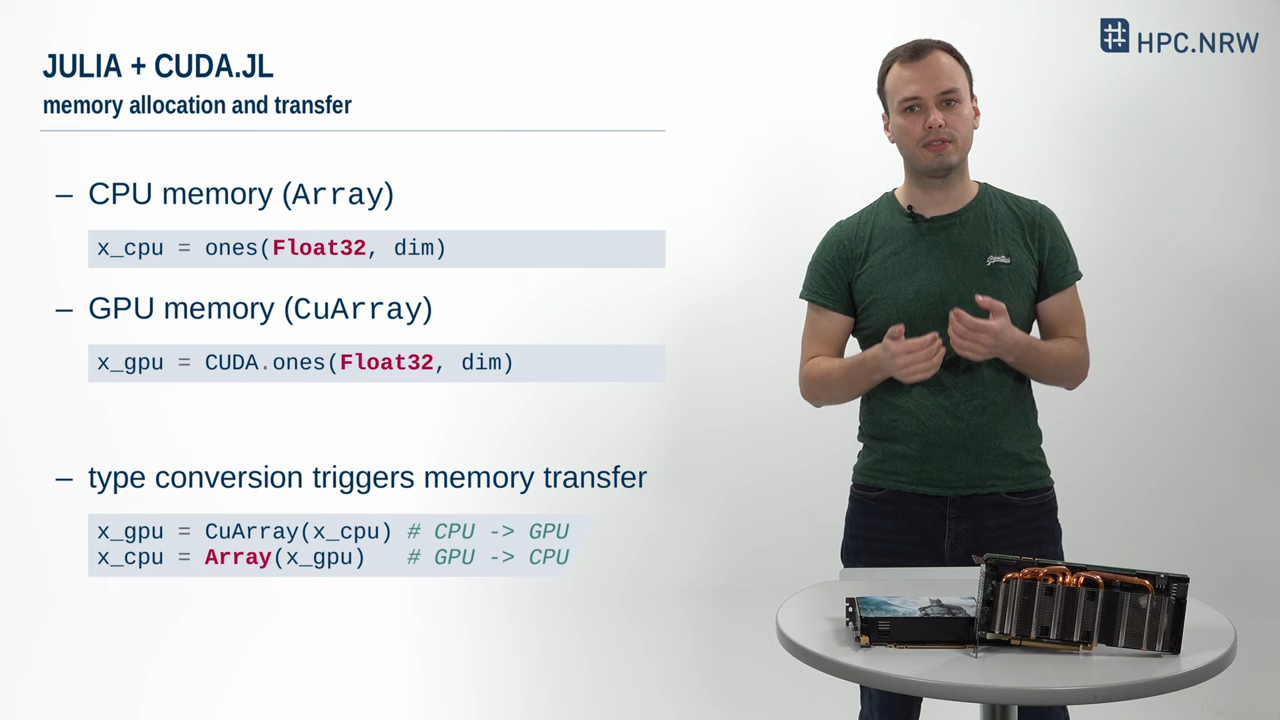 HPC.NRW
JULIA + CUDA.JL
memory allocation and transfer
– CPU memory (Array)
x_cpu = ones(Float32, dim)
– GPU memory (CuArray)
x_gpu = CUDA.ones(Float32, dim)
– type conversion triggers memory transfer
x_gpu = CuArray(x_cpu) # CPU -> GPU
x_cpu = Array(x_gpu) # GPU -> CPU